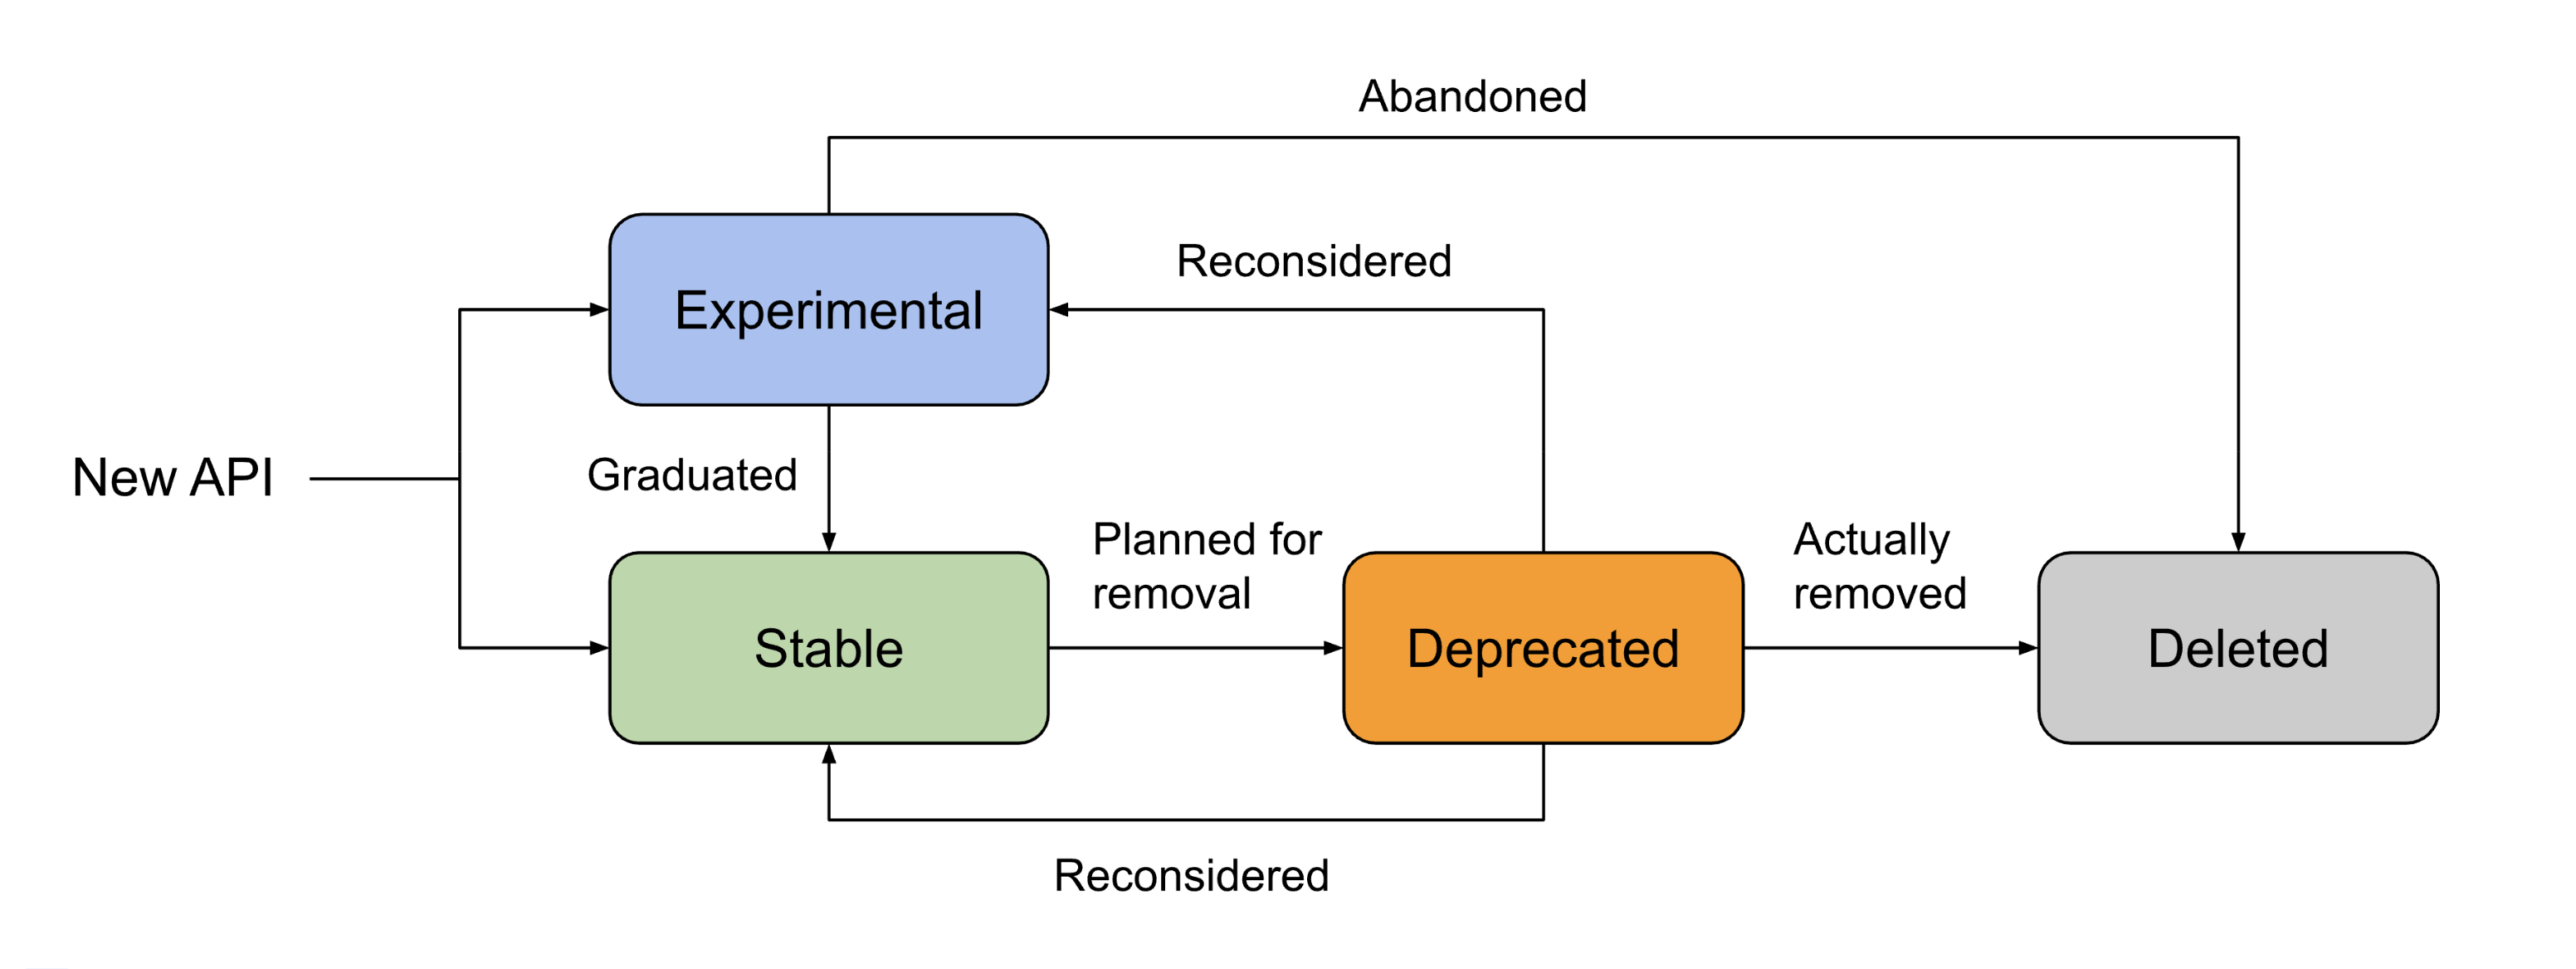 Abandoned
Reconsidered
Experimental
New API
Graduated
Planned for
removal
Actually
removed
Stable
Deprecated
Deleted
Reconsidered